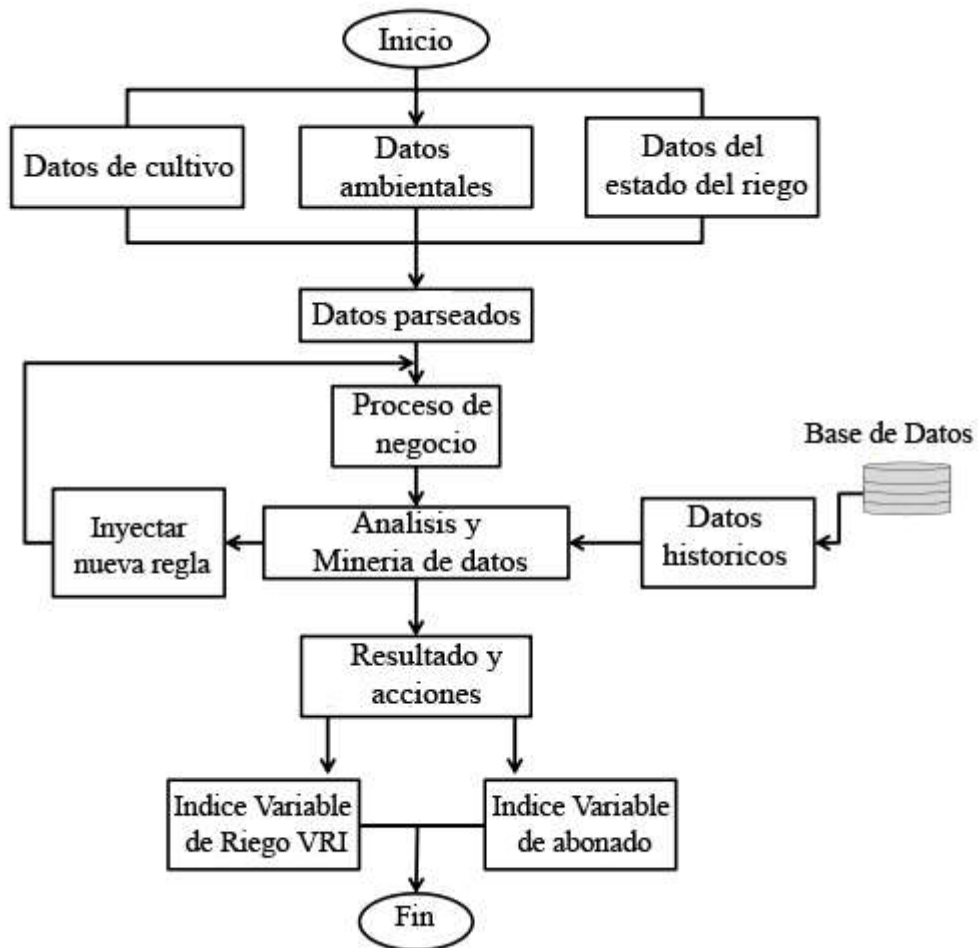 Inicio
Datos de cultivo
Datos
ambientales
Datos del
estado del riego
Datos parseados
Proceso de
negocio
Base de Datos
Inyectar
nueva regla
Analisis y
Mineria de datos
Datos
historicos
Resultado y
acciones
Indice Variable
de Riego VRI
Indice Variable
de abonado
Fin